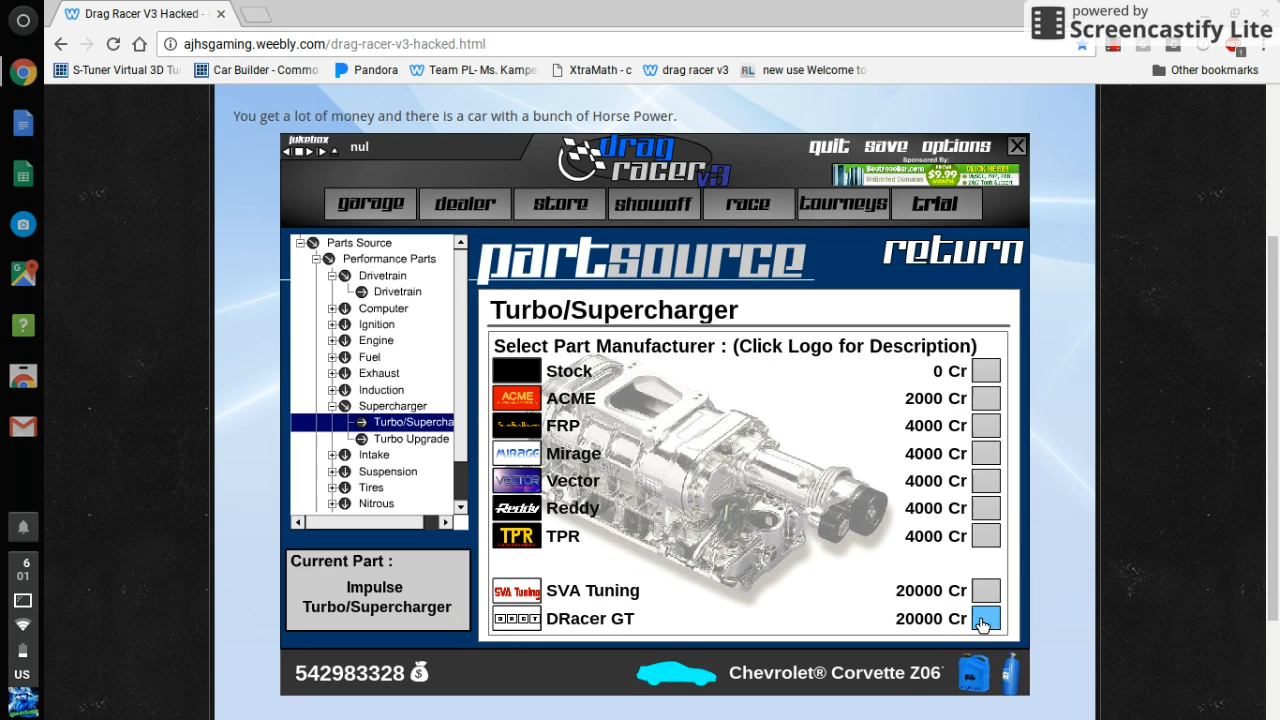 Drag Racer V3 Hacked -
powered by
Screencastify Lite
ajhsgaming.weebly.com/drag-racer-v3-hacked.html
S-Tuner Virtual 3D Tu
Car Builder - Commo
Pandora
Team PL- Ms. Kampe
XtraMath - c
drag racer v3
RL new use Welcome to
Other bookmarks
You get a lot of money and there is a car with a bunch of Horse Power.
jukebox
nul
drag racer v3
quit save options
Sponsored By:
$9.99
CLICK HERE!
garage dealer store showoff race tourneys trial
Parts Source
Performance Parts
Drivetrain
Drivetrain
Computer
Ignition
Engine
Fuel
Exhaust
Induction
Supercharger
Turbo/Supercha
Turbo Upgrade
Intake
Suspension
Tires
Nitrous
partsource
return
Turbo/Supercharger
Select Part Manufacturer : (Click Logo for Description)
Stock 0 Cr
ACME ACME 2000 Cr
FRP 4000 Cr
MIRAGE Mirage 4000 Cr
VECTOR Vector 4000 Cr
Reddy Reddy 4000 Cr
TPR TPR 4000 Cr
SVA Tuning SVA Tuning 20000 Cr
DRacer GT 20000 Cr
Current Part :
Impulse
Turbo/Supercharger
542983328
Chevrolet® Corvette Z06
6
01
US